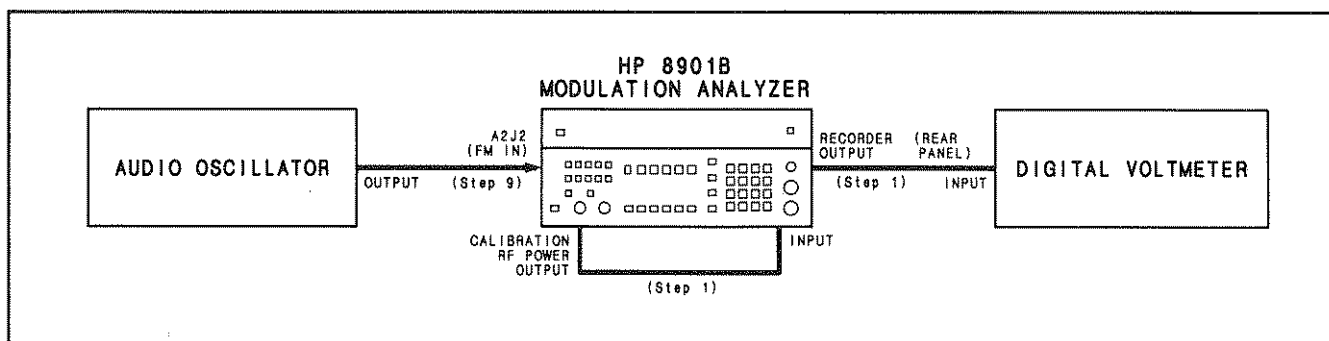 HP 8901B
MODULATION ANALYZER
AUDIO OSCILLATOR
OUTPUT
(Step 9)
A2J2
(FM IN)
RECORDER
OUTPUT
(Step 1)
(REAR
PANEL)
INPUT
DIGITAL VOLTMETER
CALIBRATION
RF POWER
OUTPUT
INPUT
(Step 1)